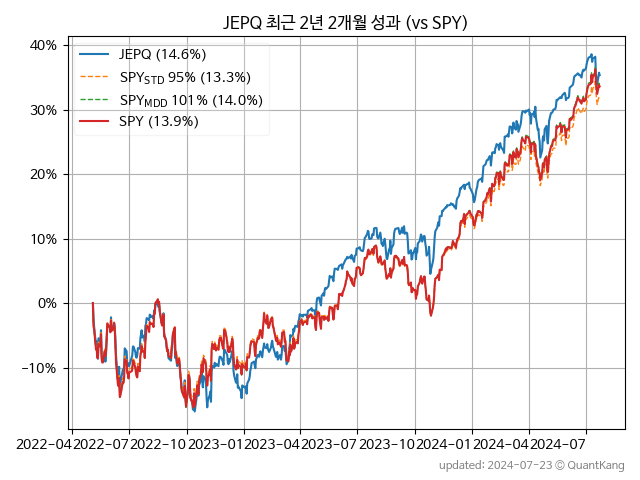 JEPQ 최근 2년 2개월 성과 (vs SPY)
40%
30%
20%
10%
0%
−10%
JEPQ (14.6%)
SPYSTD 95% (13.3%)
SPYMDD 101% (14.0%)
SPY (13.9%)
2022-04 2022-07 2022-10 2023-01 2023-04 2023-07 2023-10 2024-01 2024-04 2024-07
updated: 2024-07-23 © QuantKang